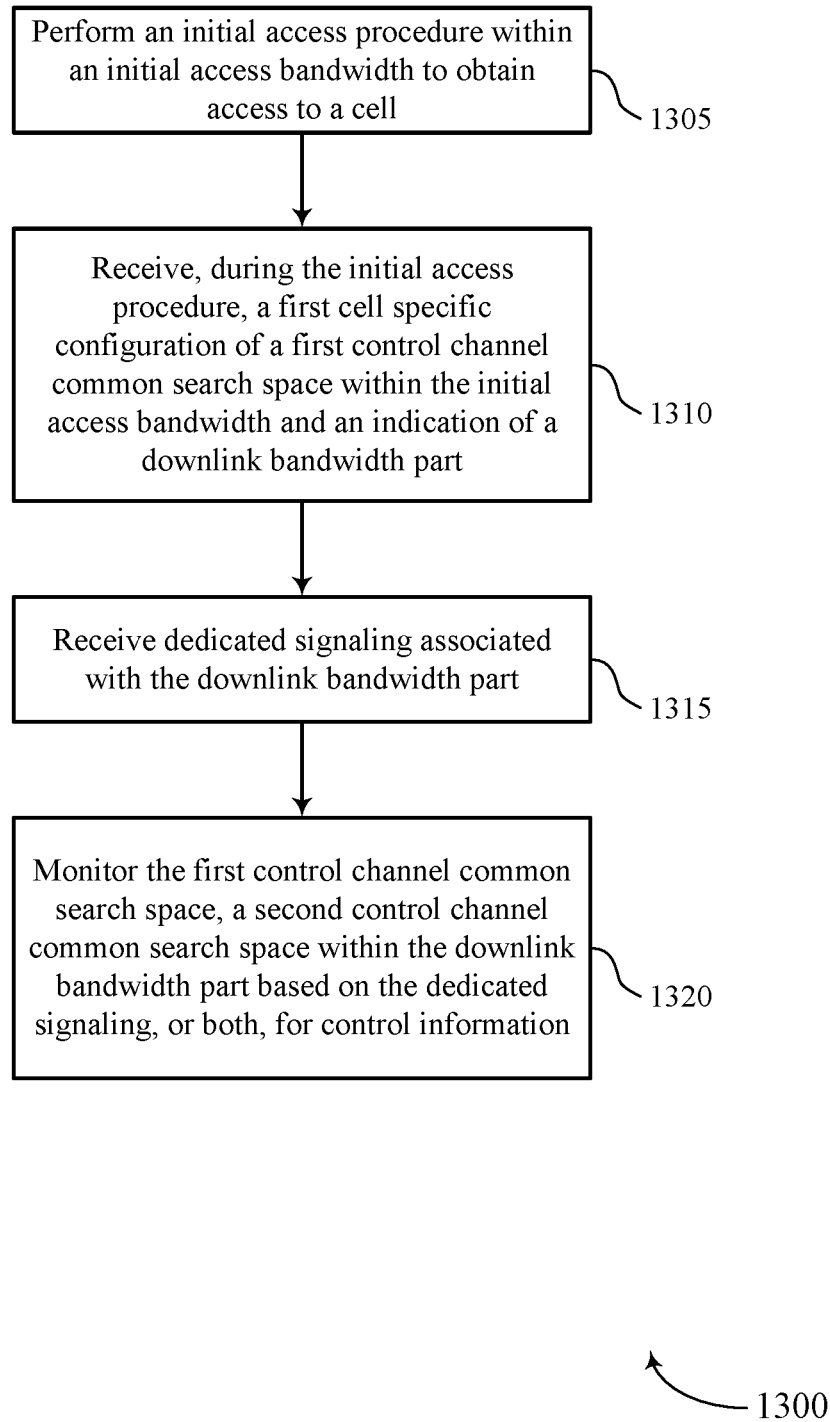 Perform an initial access procedure within
an initial access bandwidth to obtain
access to a cell
1305
Receive, during the initial access
procedure, a first cell specific
configuration of a first control channel
common search space within the initial
access bandwidth and an indication of a
downlink bandwidth part
1310
Receive dedicated signaling associated
with the downlink bandwidth part
1315
Monitor the first control channel common
search space, a second control channel
common search space within the downlink
bandwidth part based on the dedicated
signaling, or both, for control information
1320
1300